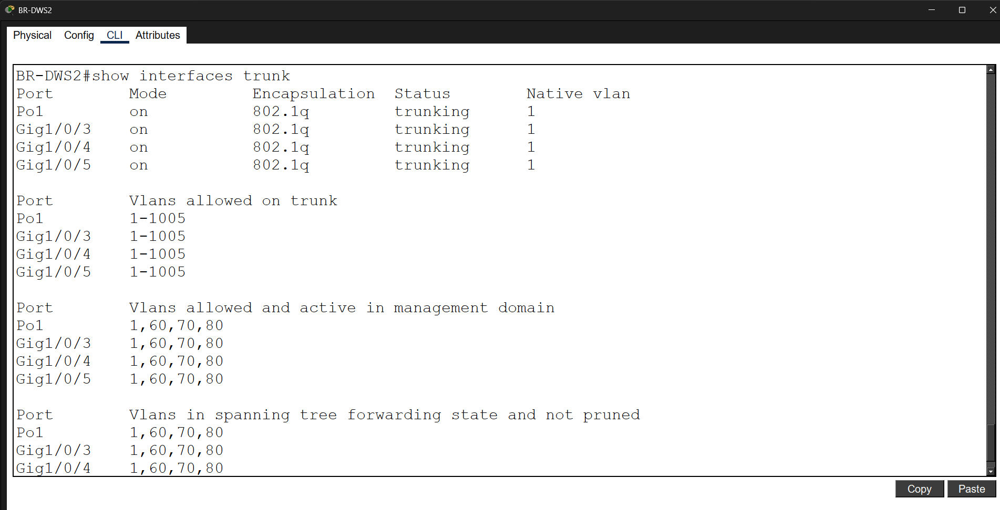 BR-DWS2
Physical Config CLI Attributes
BR-DWS2#show interfaces trunk
Port Mode Encapsulation Status Native vlan
Po1 on 802.1q trunking 1
Gig1/0/3 on 802.1q trunking 1
Gig1/0/4 on 802.1q trunking 1
Gig1/0/5 on 802.1q trunking 1
Port Vlans allowed on trunk
Po1 1-1005
Gig1/0/3 1-1005
Gig1/0/4 1-1005
Gig1/0/5 1-1005
Port Vlans allowed and active in management domain
Po1 1,60,70,80
Gig1/0/3 1,60,70,80
Gig1/0/4 1,60,70,80
Gig1/0/5 1,60,70,80
Port Vlans in spanning tree forwarding state and not pruned
Po1 1,60,70,80
Gig1/0/3 1,60,70,80
Gig1/0/4 1,60,70,80
Copy Paste